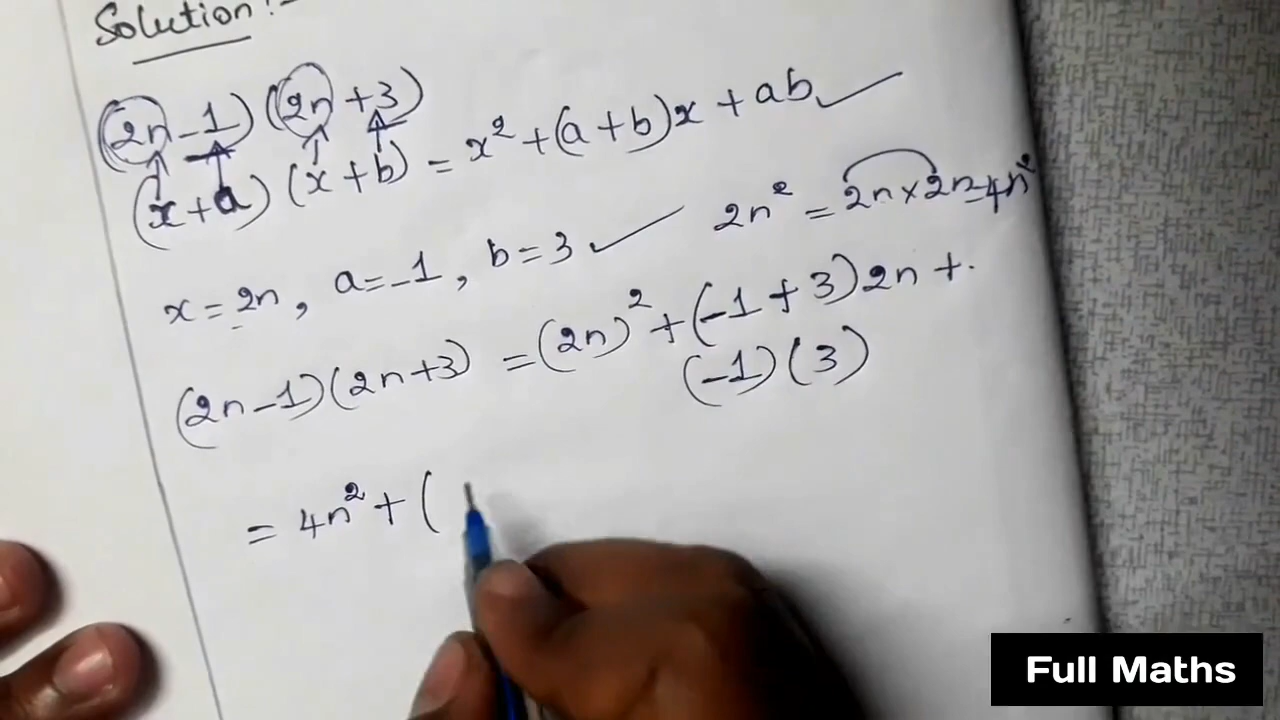 Solution:-
(2n-1)(2n+3)
(x+a)(x+b) = x² + (a+b)x + ab
2n² = 2n×2n=4n²
x=2n, a=-1, b=3
(2n-1)(2n+3) = (2n)² + (-1+3)2n +
(-1)(3)
= 4n² + (
Full Maths